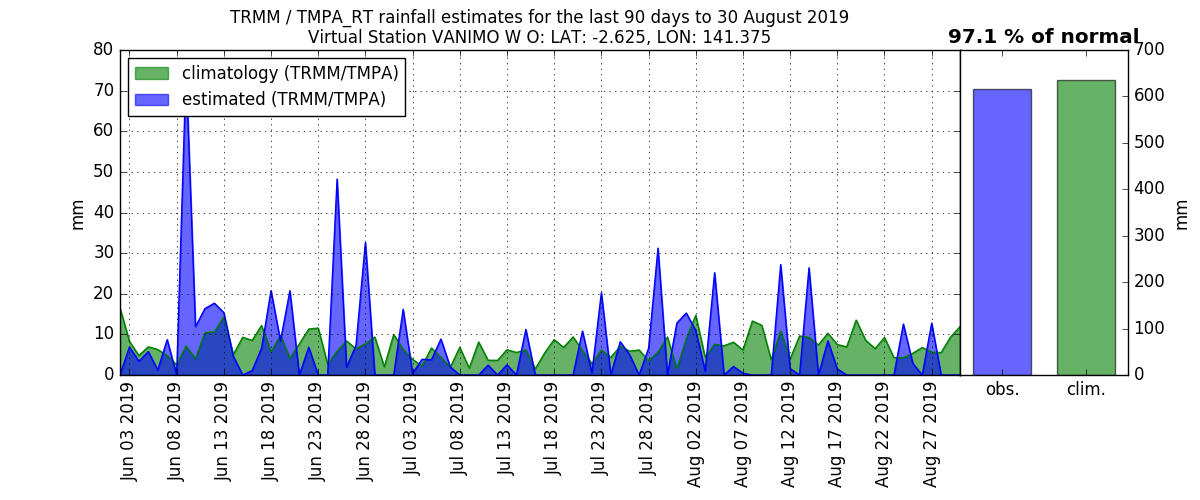 TRMM / TMPA_RT rainfall estimates for the last 90 days to 30 August 2019
Virtual Station VANIMO W O: LAT: -2.625, LON: 141.375
97.1 % of normal
climatology (TRMM/TMPA)
estimated (TRMM/TMPA)
mm
80
70
60
50
40
30
20
10
0
Jun 03 2019
Jun 08 2019
Jun 13 2019
Jun 18 2019
Jun 23 2019
Jun 28 2019
Jul 03 2019
Jul 08 2019
Jul 13 2019
Jul 18 2019
Jul 23 2019
Jul 28 2019
Aug 02 2019
Aug 07 2019
Aug 12 2019
Aug 17 2019
Aug 22 2019
Aug 27 2019
obs.
clim.
700
600
500
400
300
200
100
0
mm